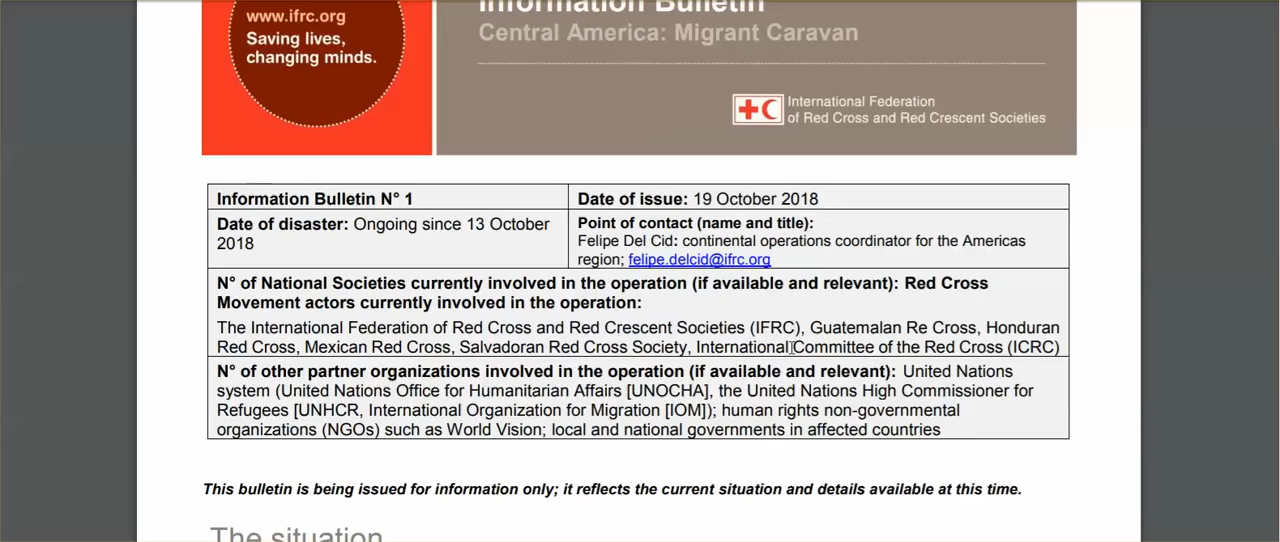 www.ifrc.org
Saving lives,
changing minds.
Information Bulletin
Central America: Migrant Caravan
International Federation
of Red Cross and Red Crescent Societies
Information Bulletin N° 1
Date of issue: 19 October 2018
Date of disaster: Ongoing since 13 October
2018
Point of contact (name and title):
Felipe Del Cid: continental operations coordinator for the Americas
region; felipe.delcid@ifrc.org
N° of National Societies currently involved in the operation (if available and relevant): Red Cross
Movement actors currently involved in the operation:
The International Federation of Red Cross and Red Crescent Societies (IFRC), Guatemalan Re Cross, Honduran
Red Cross, Mexican Red Cross, Salvadoran Red Cross Society, International Committee of the Red Cross (ICRC)
N° of other partner organizations involved in the operation (if available and relevant): United Nations
system (United Nations Office for Humanitarian Affairs [UNOCHA], the United Nations High Commissioner for
Refugees [UNHCR, International Organization for Migration [IOM]); human rights non-governmental
organizations (NGOs) such as World Vision; local and national governments in affected countries
This bulletin is being issued for information only; it reflects the current situation and details available at this time.
The situation